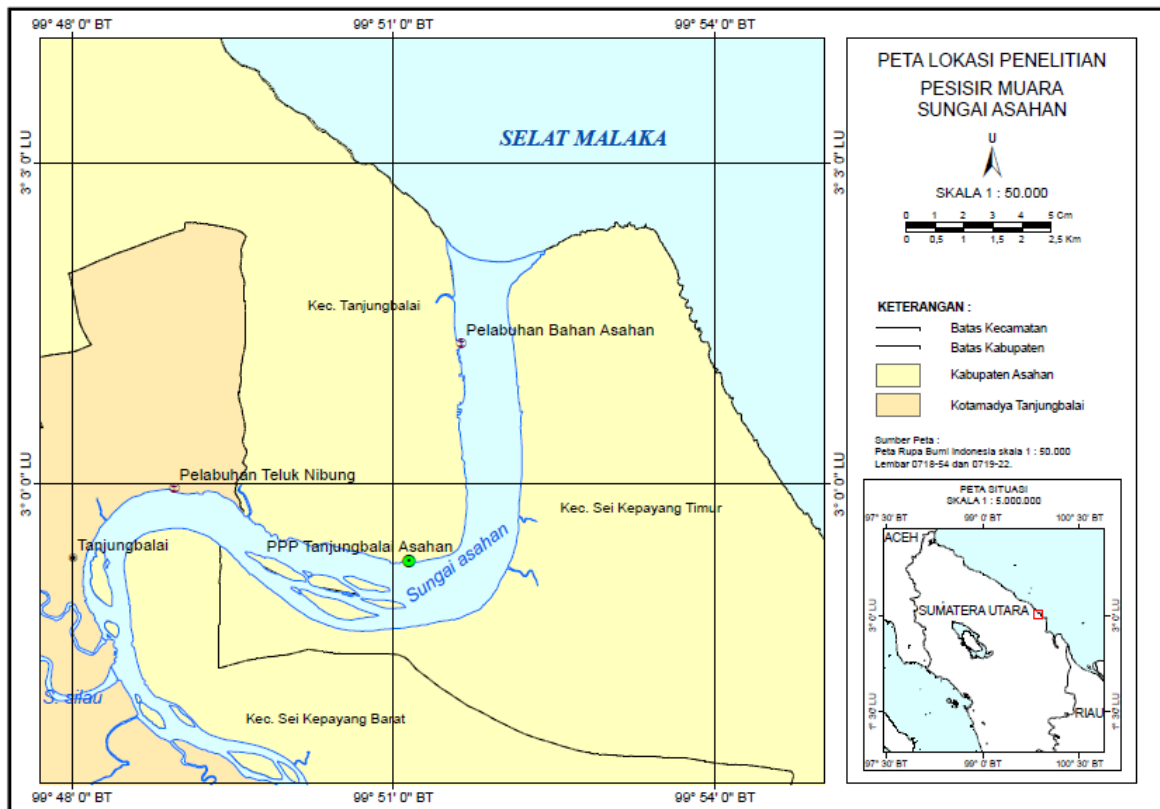 99° 48' 0" BT
99° 51' 0" BT
99° 54' 0" BT
3° 3' 0" LU
3° 3' 0" LU
SELAT MALAKA
Kec. Tanjungbalai
Pelabuhan Bahan Asahan
Pelabuhan Teluk Nibung
3° 0' 0" LU
3° 0' 0" LU
Kec. Sei Kepayang Timur
Tanjungbalai
PPP Tanjungbalai Asahan
Sungai asahan
S. silau
Kec. Sei Kepayang Barat
99° 48' 0" BT
99° 51' 0" BT
99° 54' 0" BT
PETA LOKASI PENELITIAN
PESISIR MUARA
SUNGAI ASAHAN
U
SKALA 1 : 50.000
0 1 2 3 4 5 Cm
0 0,5 1 1,5 2 2,5 Km
KETERANGAN :
Batas Kecamatan
Batas Kabupaten
Kabupaten Asahan
Kotamadya Tanjungbalai
Sumber Peta :
Peta Rupa Bumi Indonesia skala 1 : 50.000
Lembar 0718-54 dan 0719-22.
PETA SITUASI
SKALA 1 : 5.000.000
97° 30' BT
99° 0' BT
100° 30' BT
ACEH
SUMATERA UTARA
3° 0' LU
3° 0' LU
RIAU
1° 30' LU
1° 30' LU
97° 30' BT
99° 0' BT
100° 30' BT